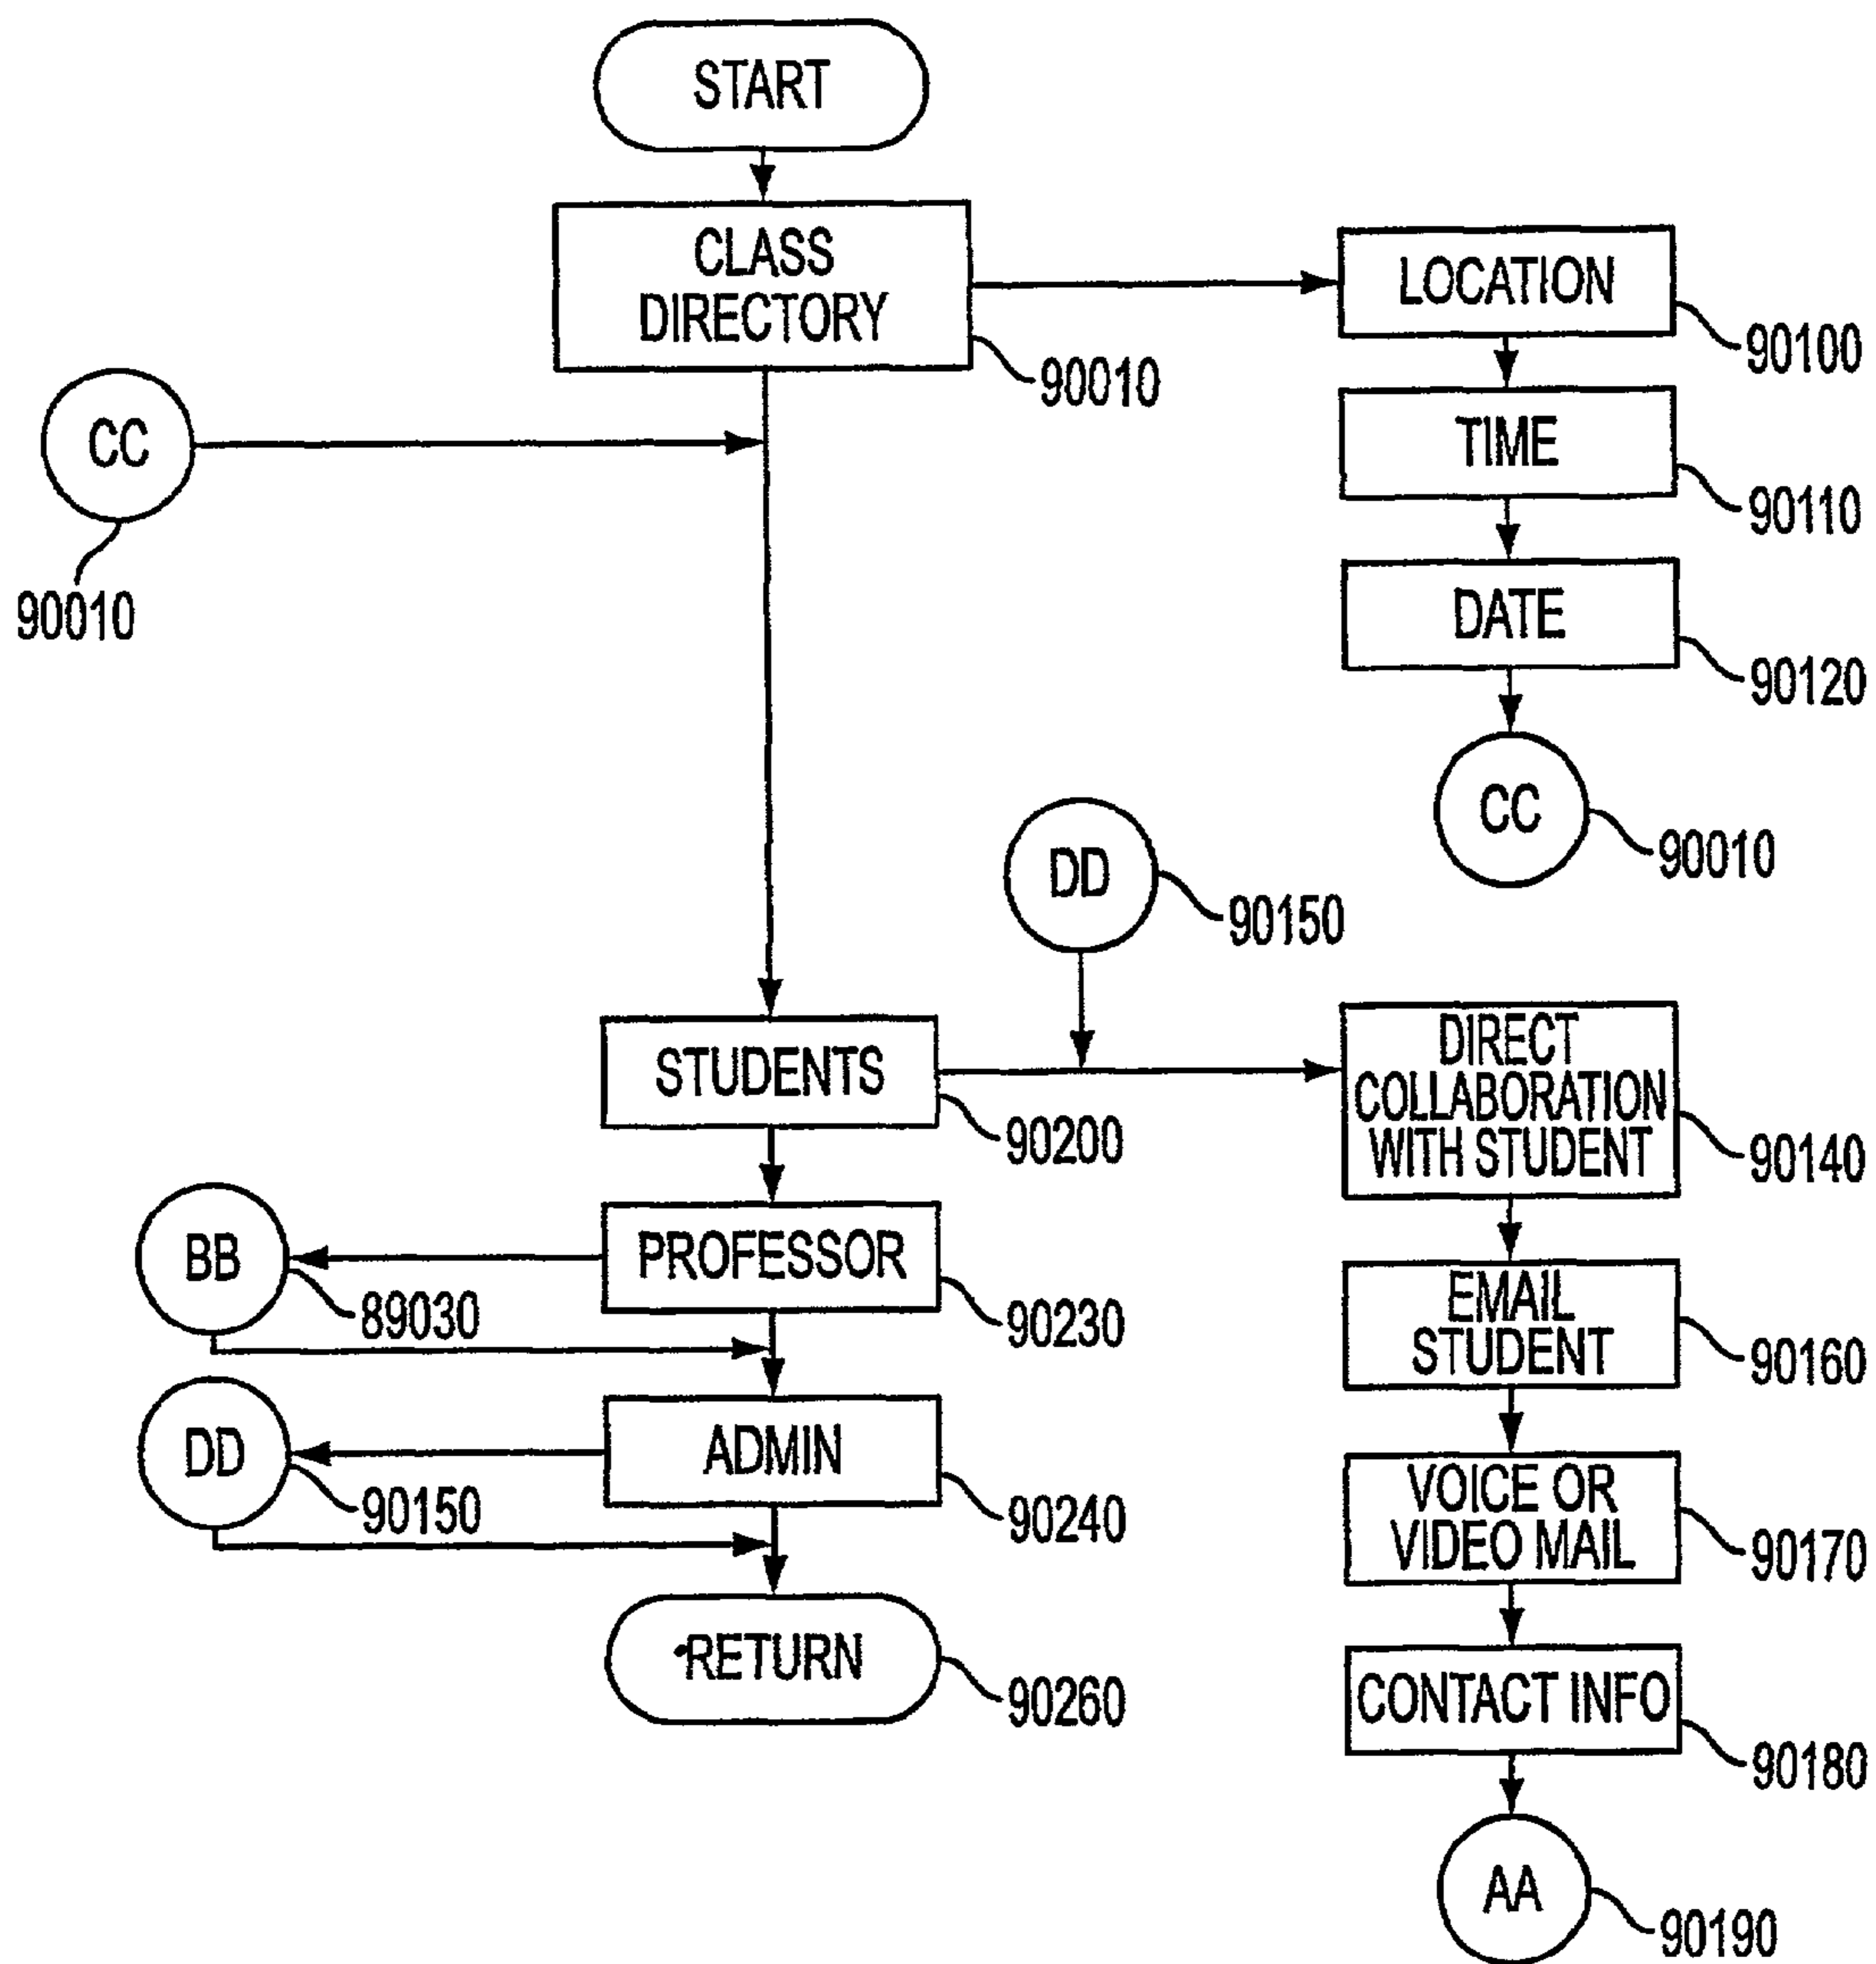 START
CLASS
DIRECTORY
90010
LOCATION
90100
CC
90010
TIME
90110
DATE
90120
CC
90010
DD
90150
STUDENTS
90200
DIRECT
COLLABORATION
WITH STUDENT
90140
BB
89030
PROFESSOR
90230
EMAIL
STUDENT
90160
DD
90150
ADMIN
90240
VOICE OR
VIDEO MAIL
90170
RETURN
90260
CONTACT INFO
90180
AA
90190